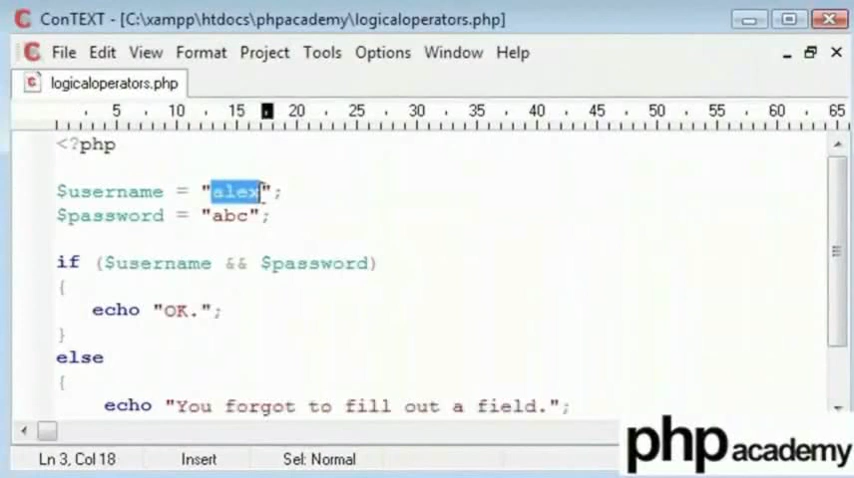 ConTEXT - [C:\xampp\htdocs\phpacademy\logicaloperators.php]
File Edit View Format Project Tools Options Window Help
logicaloperators.php
5 10 15 20 25 30 35 40 45 50 55 60 65
<?php
$username = "alex";
$password = "abc";
if ($username && $password)
{
echo "OK.";
}
else
{
echo "You forgot to fill out a field.";
Ln 3, Col 18 Insert Sel: Normal
php academy